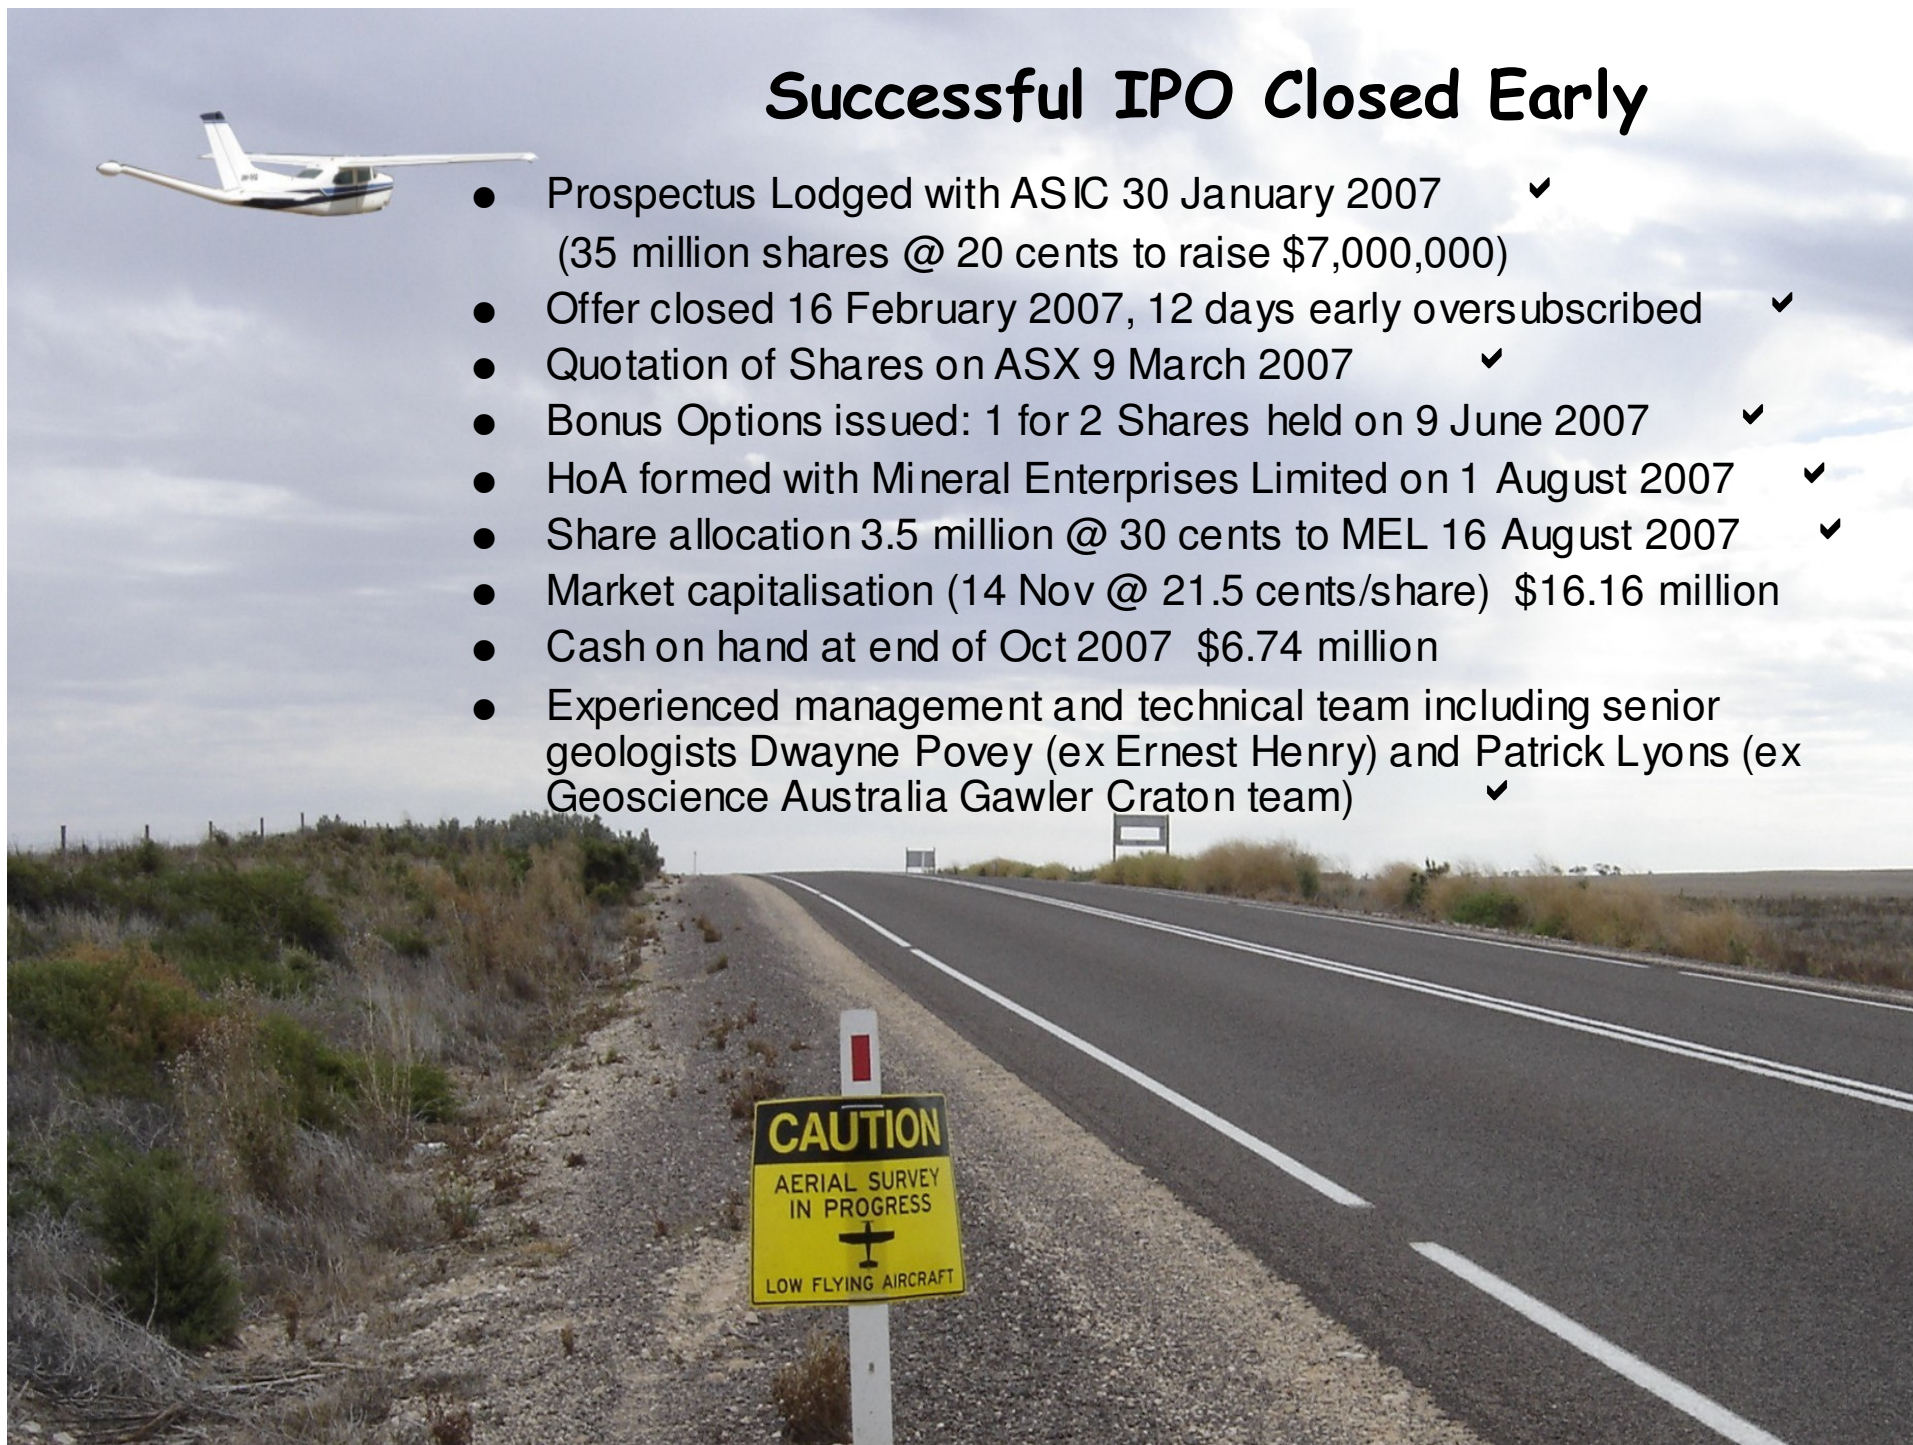 Successful IPO Closed Early
● Prospectus Lodged with ASIC 30 January 2007 ✔
(35 million shares @ 20 cents to raise $7,000,000)
● Offer closed 16 February 2007, 12 days early oversubscribed ✔
● Quotation of Shares on ASX 9 March 2007 ✔
● Bonus Options issued: 1 for 2 Shares held on 9 June 2007 ✔
● HoA formed with Mineral Enterprises Limited on 1 August 2007 ✔
● Share allocation 3.5 million @ 30 cents to MEL 16 August 2007 ✔
● Market capitalisation (14 Nov @ 21.5 cents/share) $16.16 million
● Cash on hand at end of Oct 2007 $6.74 million
● Experienced management and technical team including senior
geologists Dwayne Povey (ex Ernest Henry) and Patrick Lyons (ex
Geoscience Australia Gawler Craton team) ✔
CAUTION
AERIAL SURVEY
IN PROGRESS
LOW FLYING AIRCRAFT